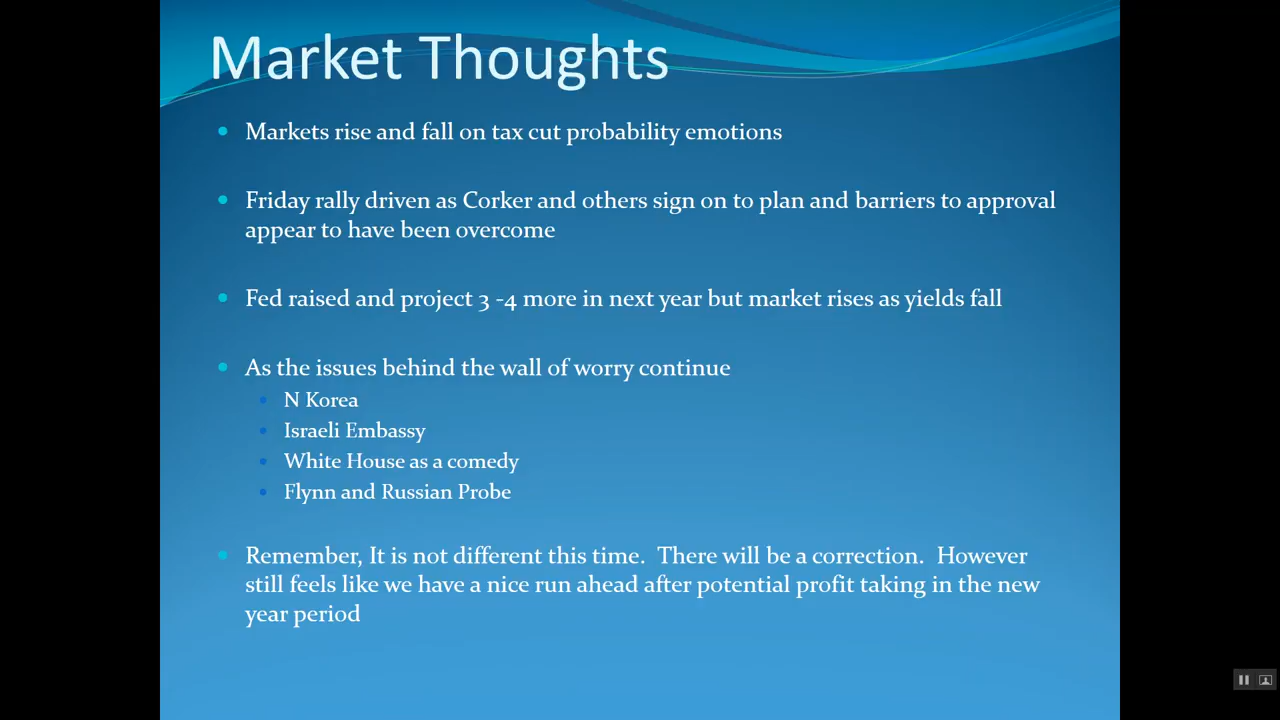 Market Thoughts
Markets rise and fall on tax cut probability emotions
Friday rally driven as Corker and others sign on to plan and barriers to approval
appear to have been overcome
Fed raised and project 3 -4 more in next year but market rises as yields fall
As the issues behind the wall of worry continue
N Korea
Israeli Embassy
White House as a comedy
Flynn and Russian Probe
Remember, It is not different this time.  There will be a correction.  However
still feels like we have a nice run ahead after potential profit taking in the new
year period